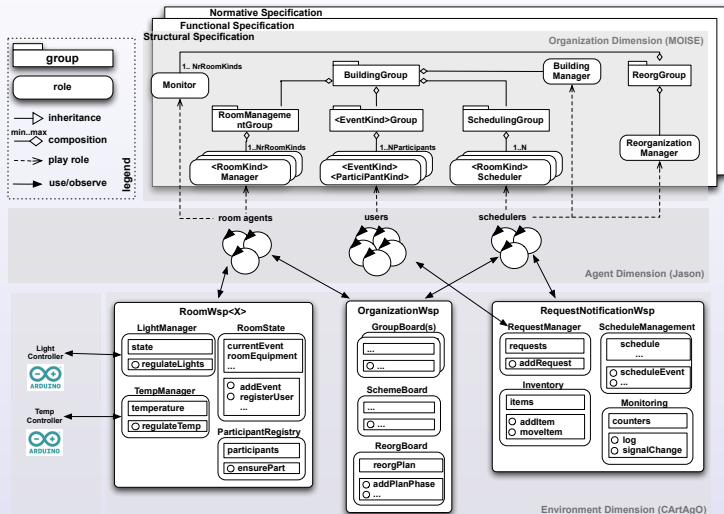 Normative Specification
Functional Specification
Structural Specification
Organization Dimension (MOISE)
group
role
inheritance
min..max
composition
play role
use/observe
legend
1.. NrRoomKinds
Monitor
BuildingGroup
Building
Manager
ReorgGroup
RoomManageme
ntGroup
<EventKind>Group
SchedulingGroup
1..NrRoomKinds
1..NParticipants
1..N
<RoomKind>
Manager
<EventKind>
<ParticiPantKind>
<RoomKind>
Scheduler
Reorganization
Manager
room agents
users
schedulers
Agent Dimension (Jason)
RoomWsp<X>
LightManager
state
regulateLights
RoomState
currentEvent
roomEquipment
...
addEvent
registerUser
...
TempManager
temperature
regulateTemp
ParticipantRegistry
participants
ensurePart
Light
Controller
ARDUINO
Temp
Controller
ARDUINO
OrganizationWsp
GroupBoard(s)
...
...
SchemeBoard
...
...
ReorgBoard
reorgPlan
addPlanPhase
...
RequestNotificationWsp
RequestManager
requests
addRequest
ScheduleManagement
schedule
...
scheduleEvent
...
Inventory
items
addItem
moveItem
Monitoring
counters
log
signalChange
Environment Dimension (CArtAgO)